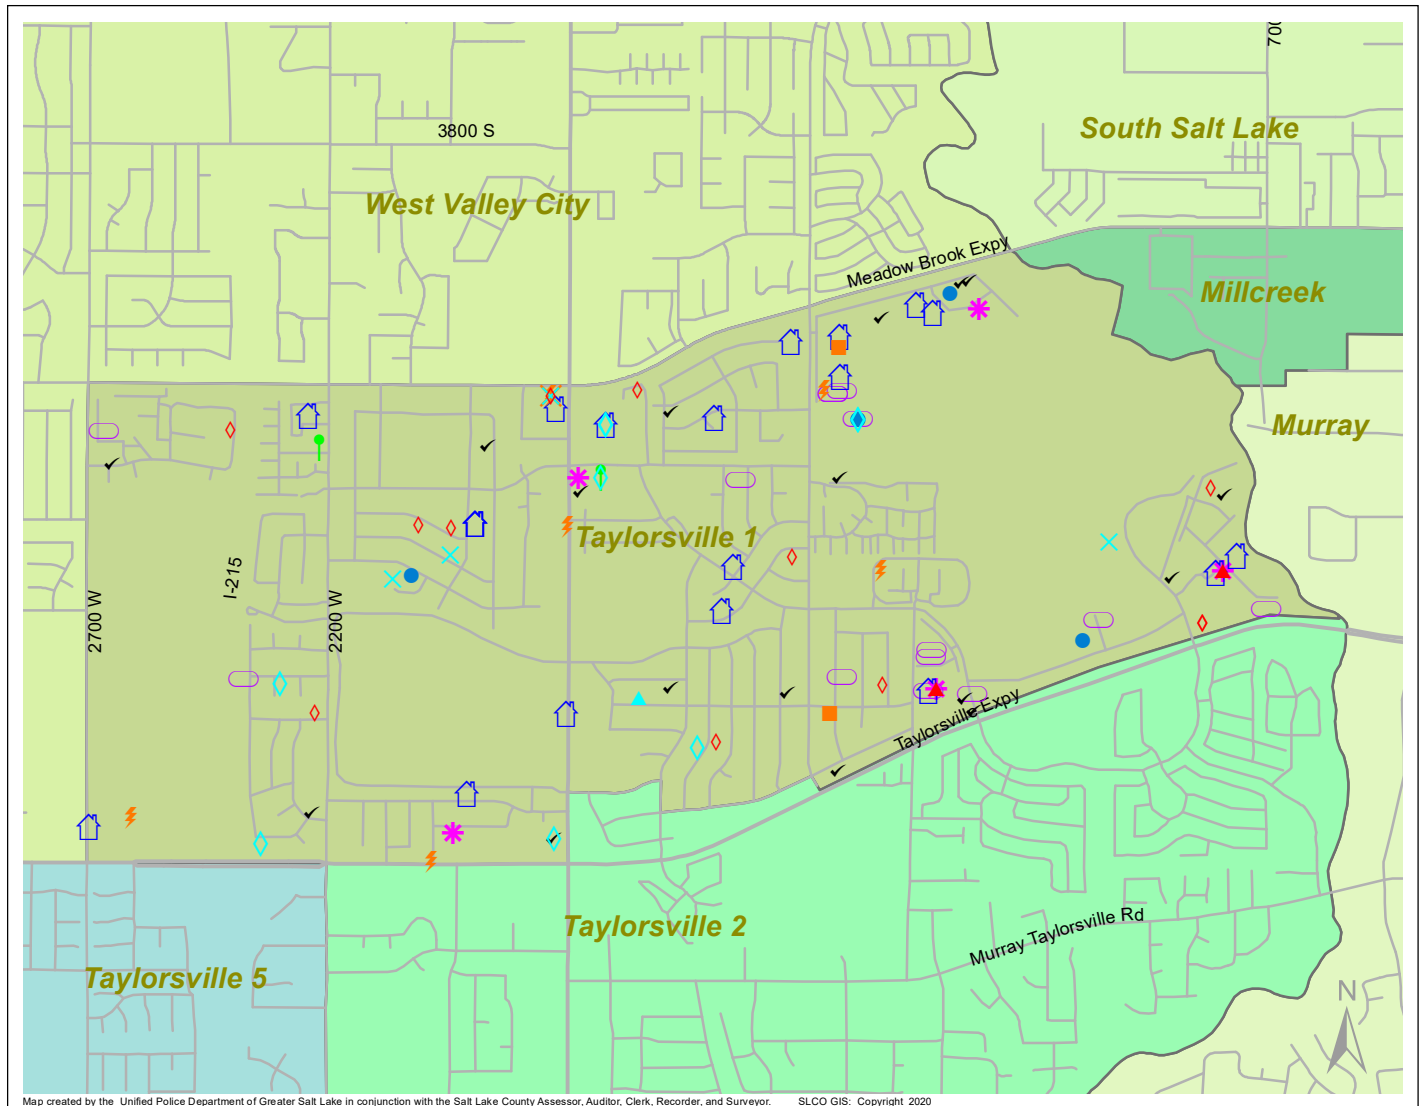 700
South Salt Lake
3800 S
West Valley City
Meadow Brook Expy
Millcreek
Murray
Taylorsville 1
I-215
2700 W
2200 W
Taylorsville Expy
Murray Taylorsville Rd
Taylorsville 2
Taylorsville 5
N
Map created by the Unified Police Department of Greater Salt Lake in conjunction with the Salt Lake County Assessor, Auditor, Clerk, Recorder, and Surveyor. SLCO GIS: Copyright 2020